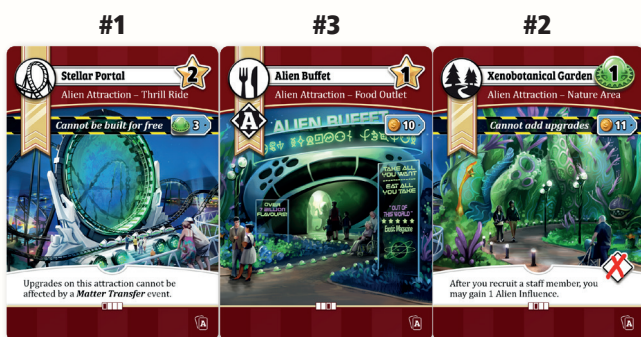 #1
#3
#2
Stellar Portal
2
Alien Attraction – Thrill Ride
Cannot be built for free
3
Upgrades on this attraction cannot be
affected by a Matter Transfer event.
A
Alien Buffet
1
Alien Attraction – Food Outlet
A
10
ALIEN BUFFET
TAKE ALL
YOU WANT
EAT ALL
YOU TAKE
"OUT OF
THIS WORLD"
★★★★★
Exotic Magazine
OVER
FLAVOURS!
A
Xenobotanical Garden
1
Alien Attraction – Nature Area
Cannot add upgrades
11
After you recruit a staff member, you
may gain 1 Alien Influence.
A